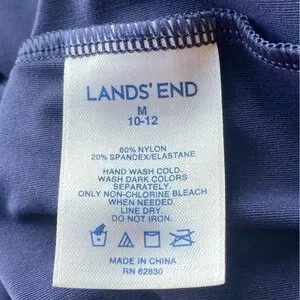 LANDS' END
M
10-12
80% NYLON
20% SPANDEX/ELASTANE
HAND WASH COLD.
WASH DARK COLORS
SEPARATELY.
ONLY NON-CHLORINE BLEACH
WHEN NEEDED.
LINE DRY.
DO NOT IRON.
MADE IN CHINA
RN 62830